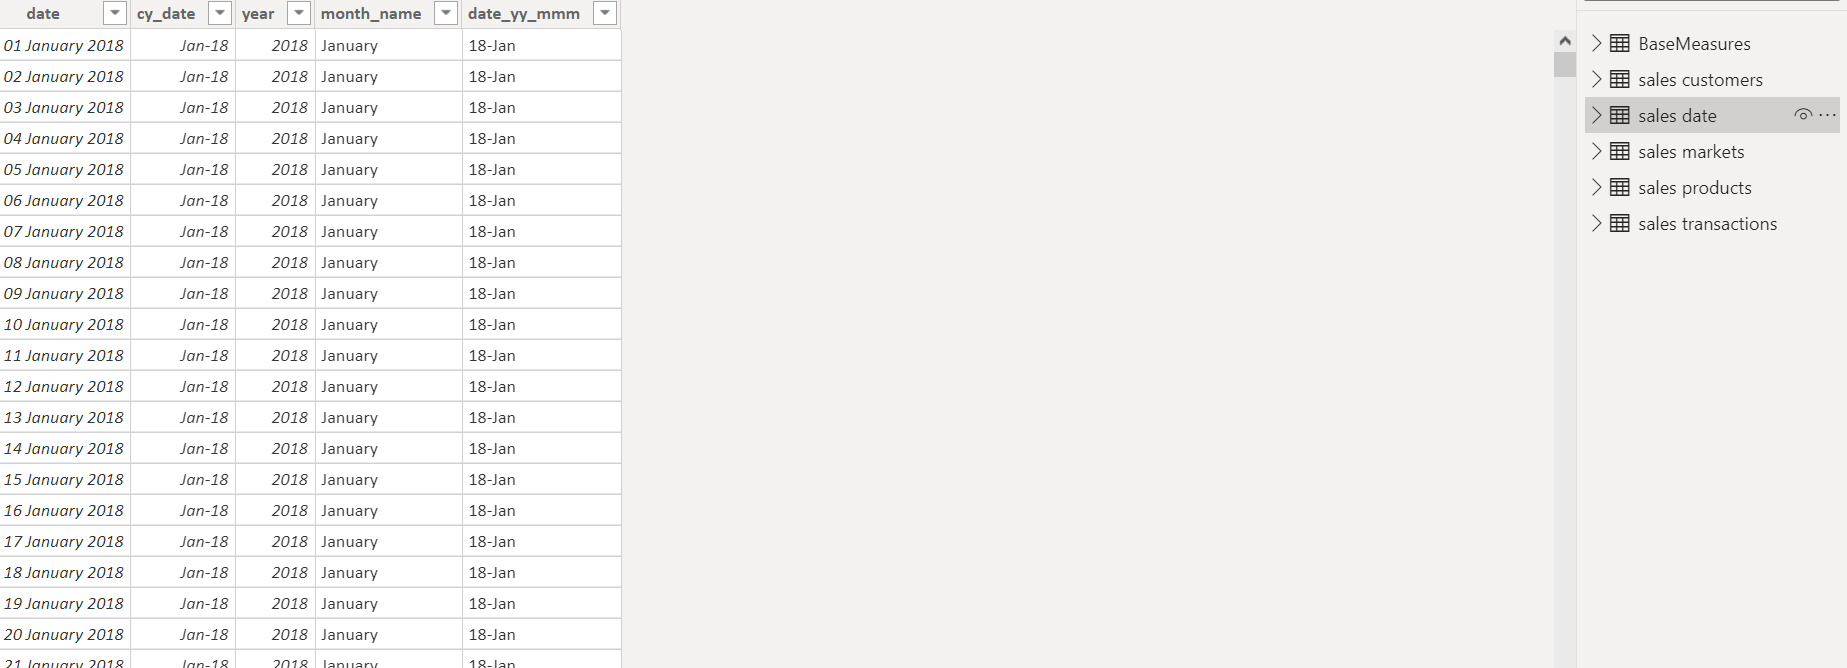 date cy_date year month_name date_yy_mmm
01 January 2018 Jan-18 2018 January 18-Jan
02 January 2018 Jan-18 2018 January 18-Jan
03 January 2018 Jan-18 2018 January 18-Jan
04 January 2018 Jan-18 2018 January 18-Jan
05 January 2018 Jan-18 2018 January 18-Jan
06 January 2018 Jan-18 2018 January 18-Jan
07 January 2018 Jan-18 2018 January 18-Jan
08 January 2018 Jan-18 2018 January 18-Jan
09 January 2018 Jan-18 2018 January 18-Jan
10 January 2018 Jan-18 2018 January 18-Jan
11 January 2018 Jan-18 2018 January 18-Jan
12 January 2018 Jan-18 2018 January 18-Jan
13 January 2018 Jan-18 2018 January 18-Jan
14 January 2018 Jan-18 2018 January 18-Jan
15 January 2018 Jan-18 2018 January 18-Jan
16 January 2018 Jan-18 2018 January 18-Jan
17 January 2018 Jan-18 2018 January 18-Jan
18 January 2018 Jan-18 2018 January 18-Jan
19 January 2018 Jan-18 2018 January 18-Jan
20 January 2018 Jan-18 2018 January 18-Jan
21 January 2018 Jan-18 2018 January 18-Jan
BaseMeasures
sales customers
sales date
sales markets
sales products
sales transactions